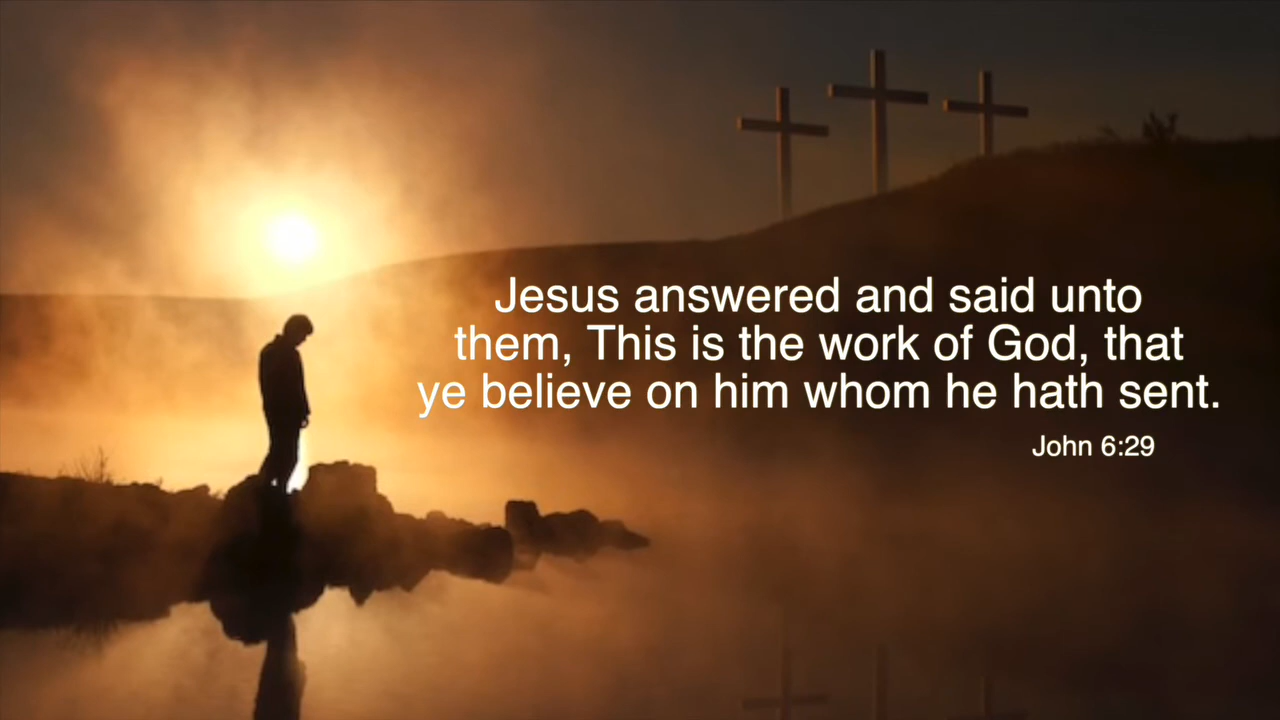 Jesus answered and said unto
them, This is the work of God, that
ye believe on him whom he hath sent.
John 6:29